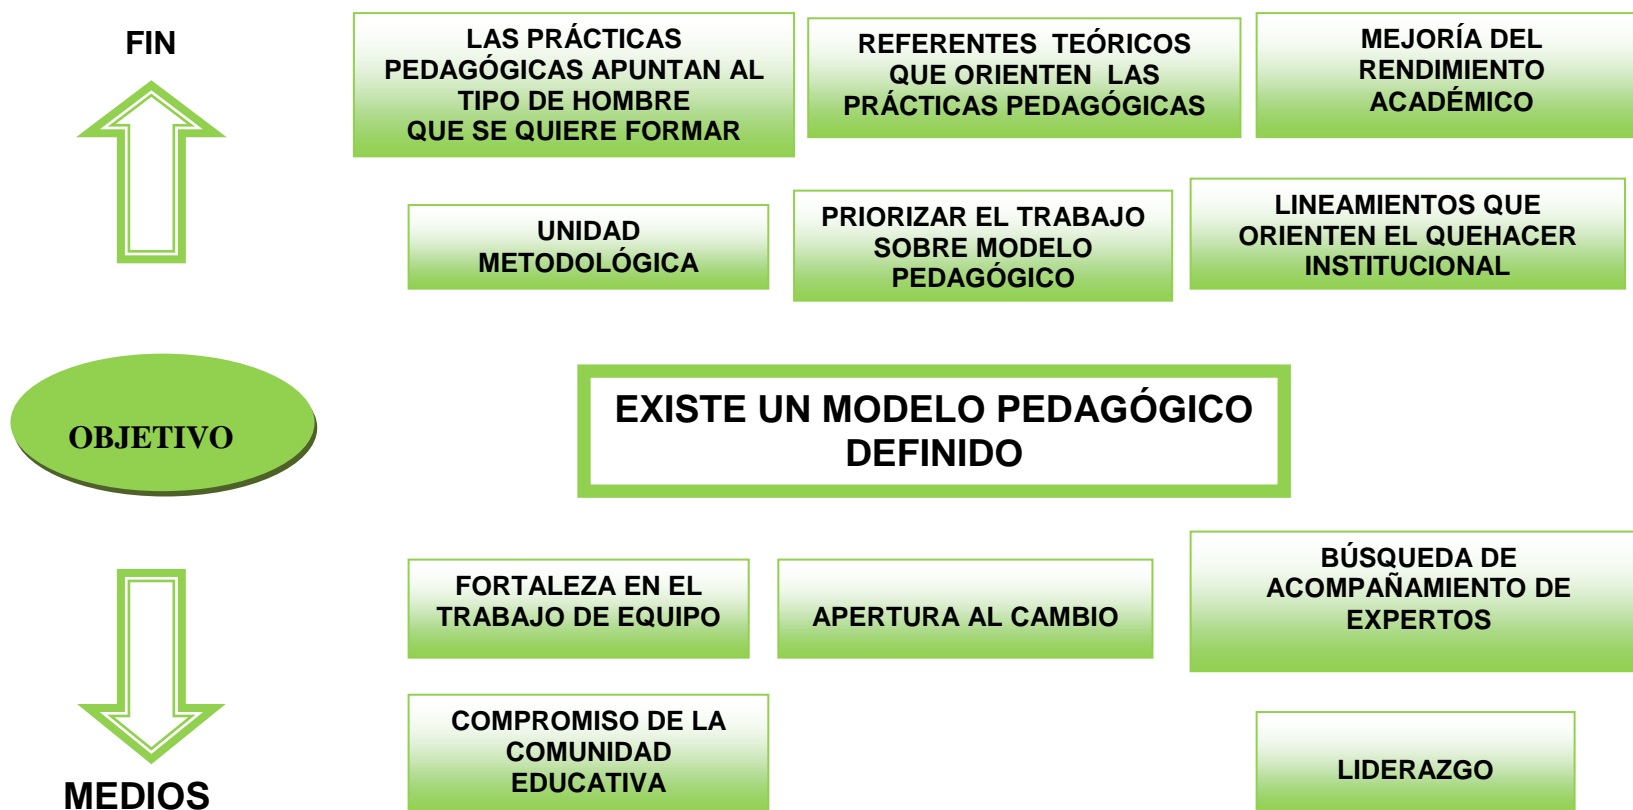 FIN
LAS PRÁCTICAS
PEDAGÓGICAS APUNTAN AL
TIPO DE HOMBRE
QUE SE QUIERE FORMAR
REFERENTES TEÓRICOS
QUE ORIENTEN LAS
PRÁCTICAS PEDAGÓGICAS
MEJORÍA DEL
RENDIMIENTO
ACADÉMICO
UNIDAD
METODOLÓGICA
PRIORIZAR EL TRABAJO
SOBRE MODELO
PEDAGÓGICO
LINEAMIENTOS QUE
ORIENTEN EL QUEHACER
INSTITUCIONAL
OBJETIVO
EXISTE UN MODELO PEDAGÓGICO
DEFINIDO
FORTALEZA EN EL
TRABAJO DE EQUIPO
APERTURA AL CAMBIO
BÚSQUEDA DE
ACOMPAÑAMIENTO DE
EXPERTOS
COMPROMISO DE LA
COMUNIDAD
EDUCATIVA
LIDERAZGO
MEDIOS